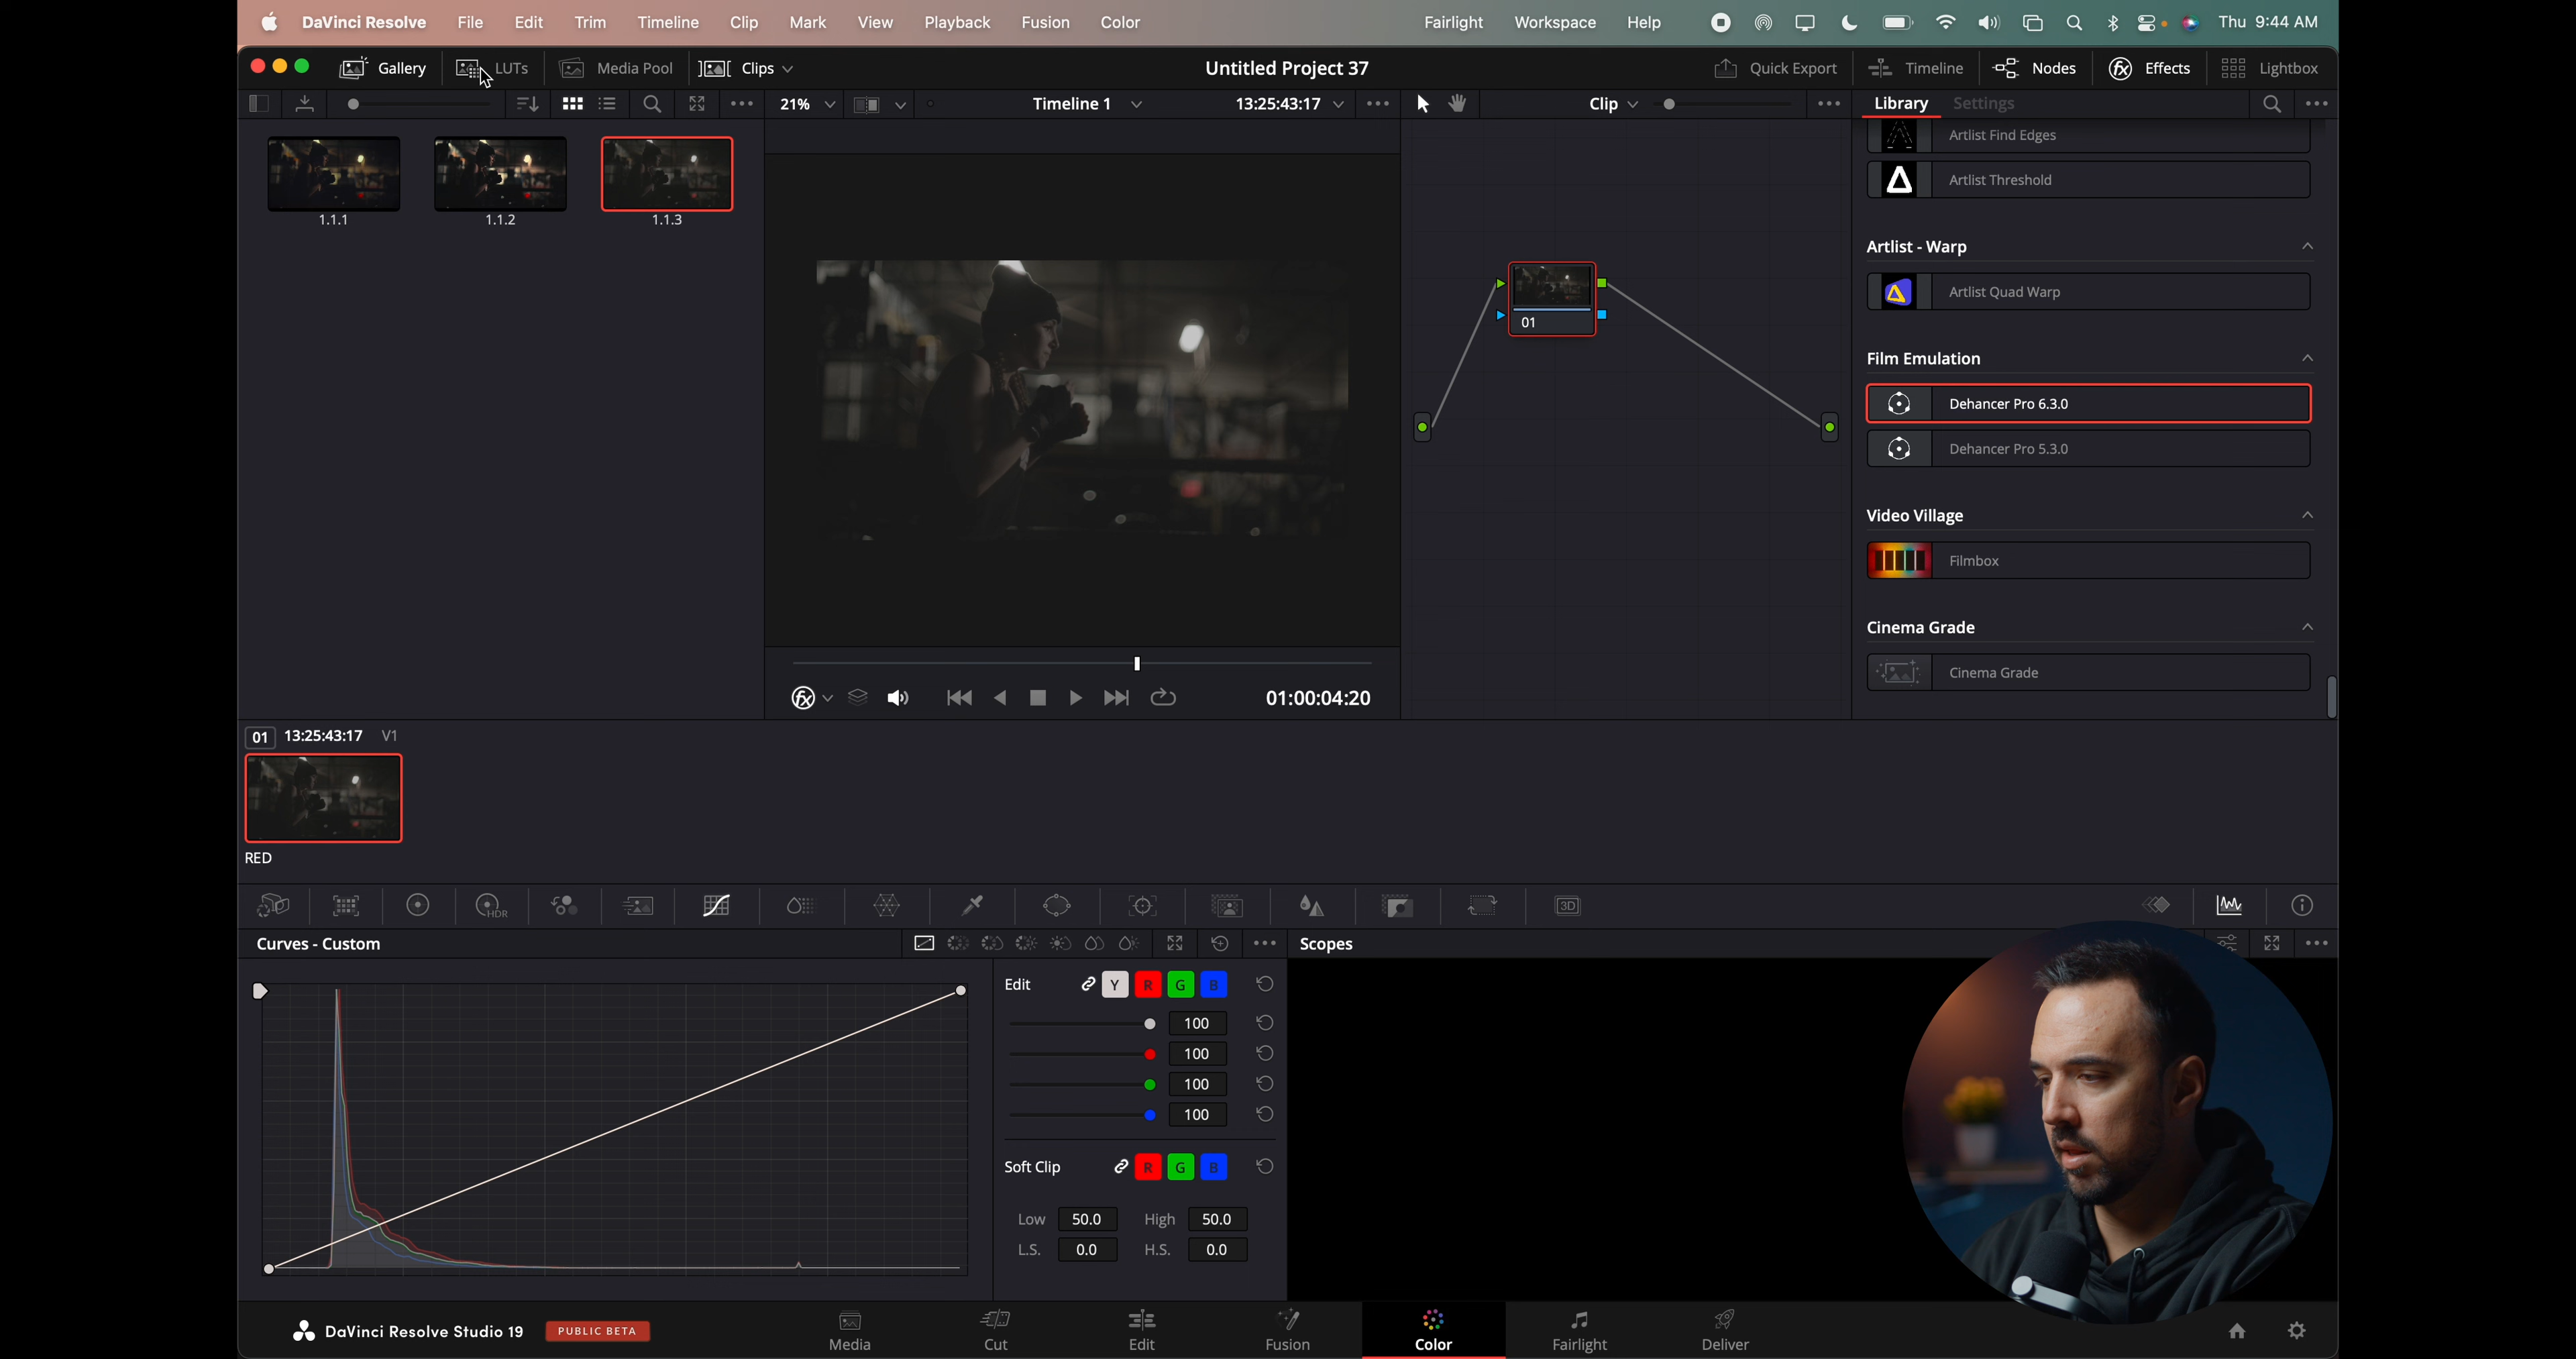 DaVinci Resolve File Edit Trim Timeline Clip Mark View Playback Fusion Color Fairlight Workspace Help Thu 9:44 AM
Gallery LUTs Media Pool Clips Untitled Project 37 Quick Export Timeline Nodes Effects Lightbox
21% Timeline 1 13:25:43:17 Clip Library Settings
Artlist Find Edges
Artlist Threshold
1.1.1 1.1.2 1.1.3
Artlist - Warp
Artlist Quad Warp
01
Film Emulation
Dehancer Pro 6.3.0
Dehancer Pro 5.3.0
Video Village
Filmbox
Cinema Grade
Cinema Grade
01:00:04:20
01 13:25:43:17 V1
RED
HDR
3D
Curves - Custom
Scopes
Edit Y R G B
100
100
100
100
Soft Clip R G B
Low 50.0 High 50.0
L.S. 0.0 H.S. 0.0
DaVinci Resolve Studio 19 PUBLIC BETA
Media Cut Edit Fusion Color Fairlight Deliver